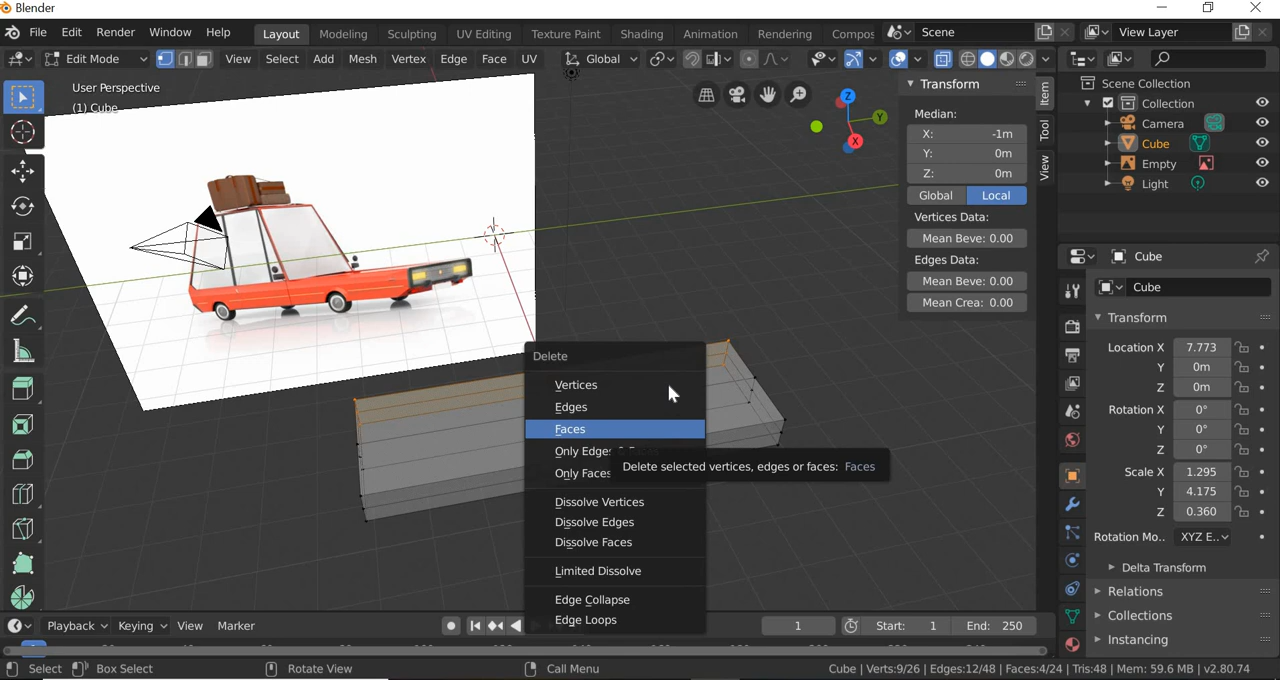 Blender
File Edit Render Window Help Layout Modeling Sculpting UV Editing Texture Paint Shading Animation Rendering Compos Scene View Layer
Edit Mode View Select Add Mesh Vertex Edge Face UV Global
User Perspective
(1) Cube
Z
Y
X
Transform
Median:
X: -1m
Y: 0m
Z: 0m
Global Local
Vertices Data:
Mean Beve: 0.00
Edges Data:
Mean Beve: 0.00
Mean Crea: 0.00
Item
Tool
View
Scene Collection
Collection
Camera
Cube
Empty
Light
Cube
Cube
Transform
Location X 7.773
Y 0m
Z 0m
Rotation X 0°
Y 0°
Z 0°
Scale X 1.295
Y 4.175
Z 0.360
Rotation Mo.. XYZ E..
Delta Transform
Relations
Collections
Instancing
Delete
Vertices
Edges
Faces
Only Edge
Only Faces
Delete selected vertices, edges or faces: Faces
Dissolve Vertices
Dissolve Edges
Dissolve Faces
Limited Dissolve
Edge Collapse
Edge Loops
Playback Keying View Marker 1 Start: 1 End: 250
Select Box Select Rotate View Call Menu Cube | Verts:9/26 | Edges:12/48 | Faces:4/24 | Tris:48 | Mem: 59.6 MB | v2.80.74